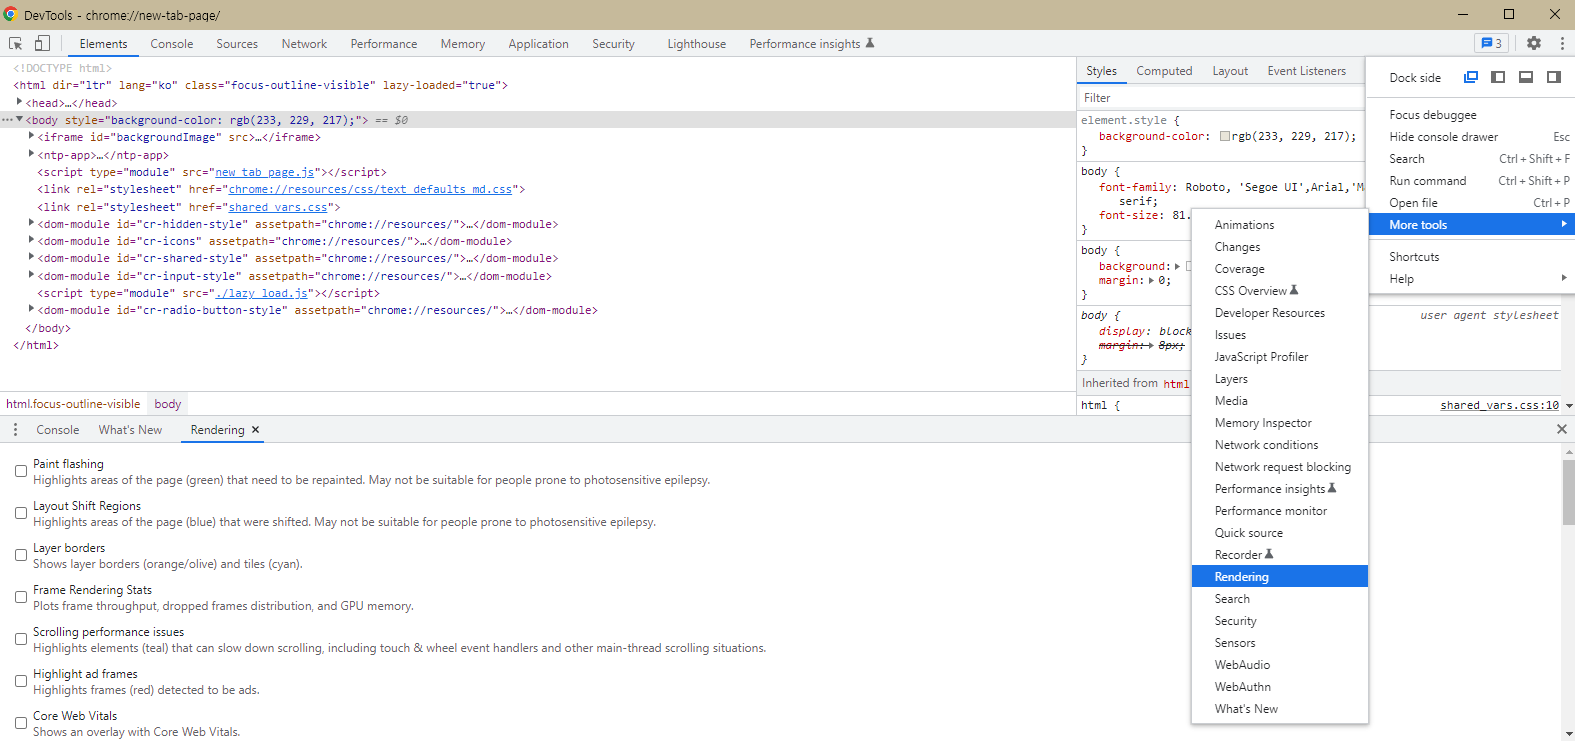 DevTools - chrome://new-tab-page/
Elements Console Sources Network Performance Memory Application Security Lighthouse Performance insights 3
<!DOCTYPE html>
<html dir="ltr" lang="ko" class="focus-outline-visible" lazy-loaded="true">
<head>…</head>
<body style="background-color: rgb(233, 229, 217);"> == $0
<iframe id="backgroundImage" src>…</iframe>
<ntp-app>…</ntp-app>
<script type="module" src="new_tab_page.js"></script>
<link rel="stylesheet" href="chrome://resources/css/text_defaults_md.css">
<link rel="stylesheet" href="shared_vars.css">
<dom-module id="cr-hidden-style" assetpath="chrome://resources/">…</dom-module>
<dom-module id="cr-icons" assetpath="chrome://resources/">…</dom-module>
<dom-module id="cr-shared-style" assetpath="chrome://resources/">…</dom-module>
<dom-module id="cr-input-style" assetpath="chrome://resources/">…</dom-module>
<script type="module" src="./lazy_load.js"></script>
<dom-module id="cr-radio-button-style" assetpath="chrome://resources/">…</dom-module>
</body>
</html>
html.focus-outline-visible body
Styles Computed Layout Event Listeners
Filter
element.style {
background-color: rgb(233, 229, 217);
}
body {
font-family: Roboto, 'Segoe UI',Arial,'M
serif;
font-size: 81.
}
body {
background:
margin: 0;
}
body { user agent stylesheet
display: block
margin: 8px;
}
Inherited from html
html { shared_vars.css:10
Dock side
Focus debuggee
Hide console drawer Esc
Search Ctrl + Shift + F
Run command Ctrl + Shift + P
Open file Ctrl + P
More tools
Shortcuts
Help
Animations
Changes
Coverage
CSS Overview
Developer Resources
Issues
JavaScript Profiler
Layers
Media
Memory Inspector
Network conditions
Network request blocking
Performance insights
Performance monitor
Quick source
Recorder
Rendering
Search
Security
Sensors
WebAudio
WebAuthn
What's New
Console What's New Rendering ×
Paint flashing
Highlights areas of the page (green) that need to be repainted. May not be suitable for people prone to photosensitive epilepsy.
Layout Shift Regions
Highlights areas of the page (blue) that were shifted. May not be suitable for people prone to photosensitive epilepsy.
Layer borders
Shows layer borders (orange/olive) and tiles (cyan).
Frame Rendering Stats
Plots frame throughput, dropped frames distribution, and GPU memory.
Scrolling performance issues
Highlights elements (teal) that can slow down scrolling, including touch & wheel event handlers and other main-thread scrolling situations.
Highlight ad frames
Highlights frames (red) detected to be ads.
Core Web Vitals
Shows an overlay with Core Web Vitals.